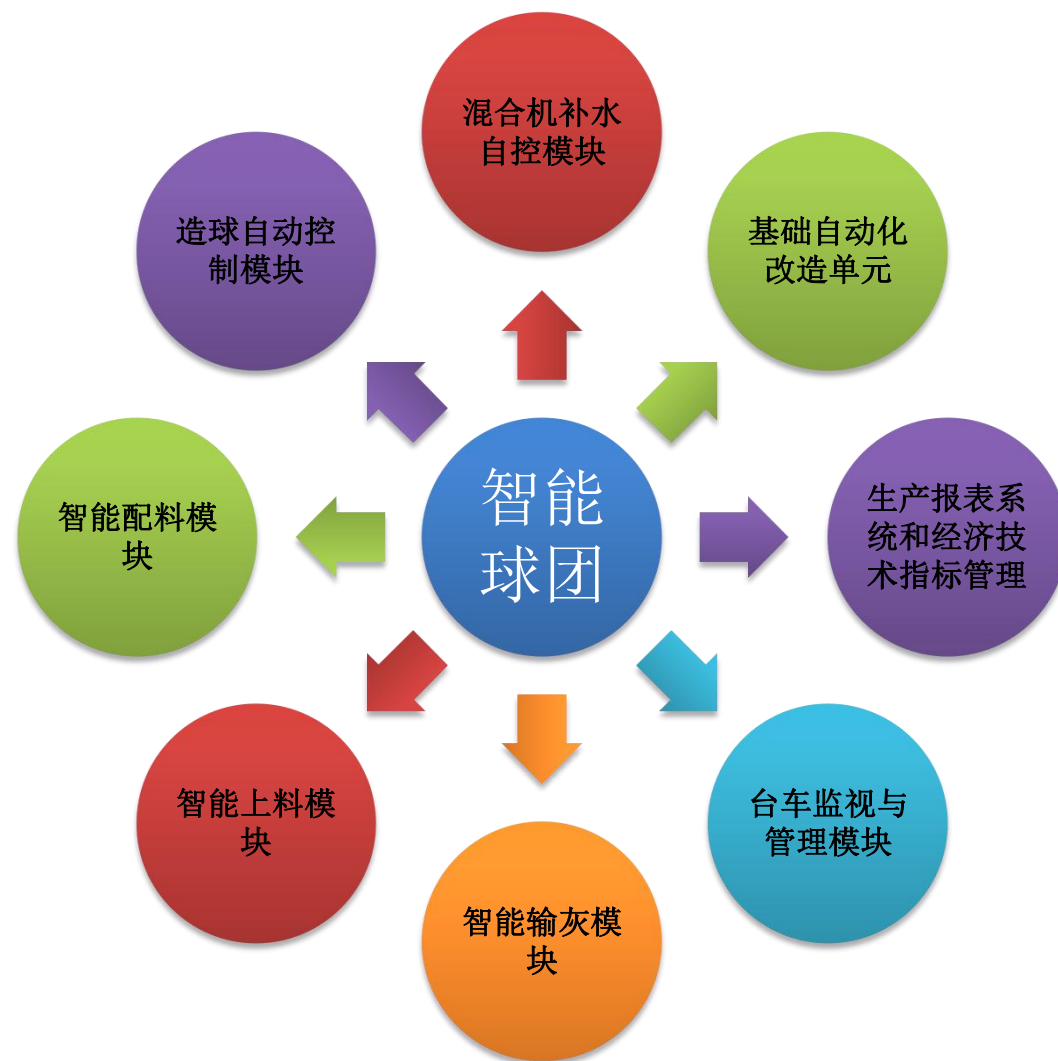 混合机补水
自控模块
造球自动控
制模块
基础自动化
改造单元
智能配料模
块
智能
球团
生产报表系
统和经济技
术指标管理
智能上料模
块
台车监视与
管理模块
智能输灰模
块